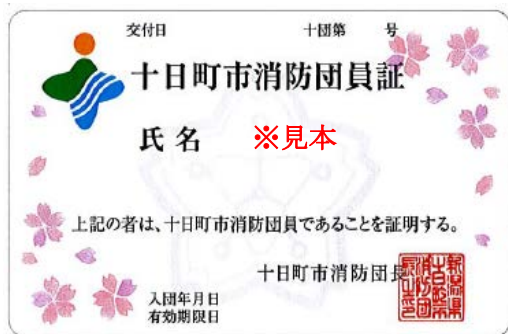 交付日 十団第 号
十日町市消防団員証
氏名 ※見本
上記の者は、十日町市消防団員であることを証明する。
十日町市消防団長
入団年月日
有効期限日